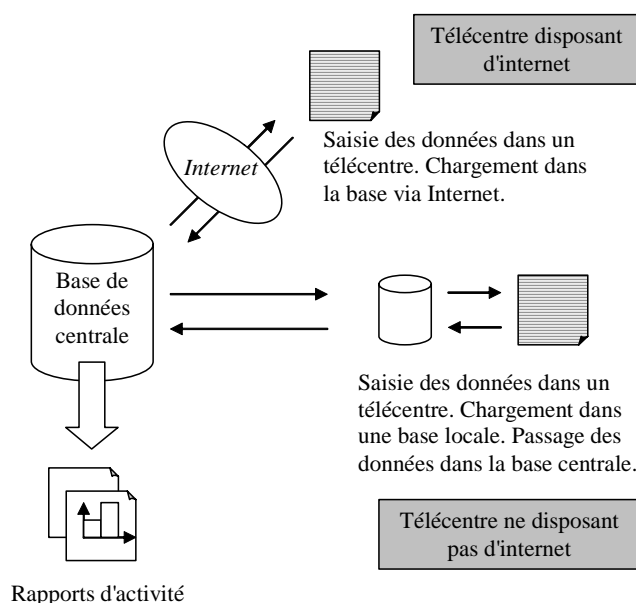 Télécentre disposant
d'internet
Internet
Saisie des données dans un
télécentre. Chargement dans
la base via Internet.
Base de
données
centrale
Saisie des données dans un
télécentre. Chargement dans
une base locale. Passage des
données dans la base centrale.
Télécentre ne disposant
pas d'internet
Rapports d'activité